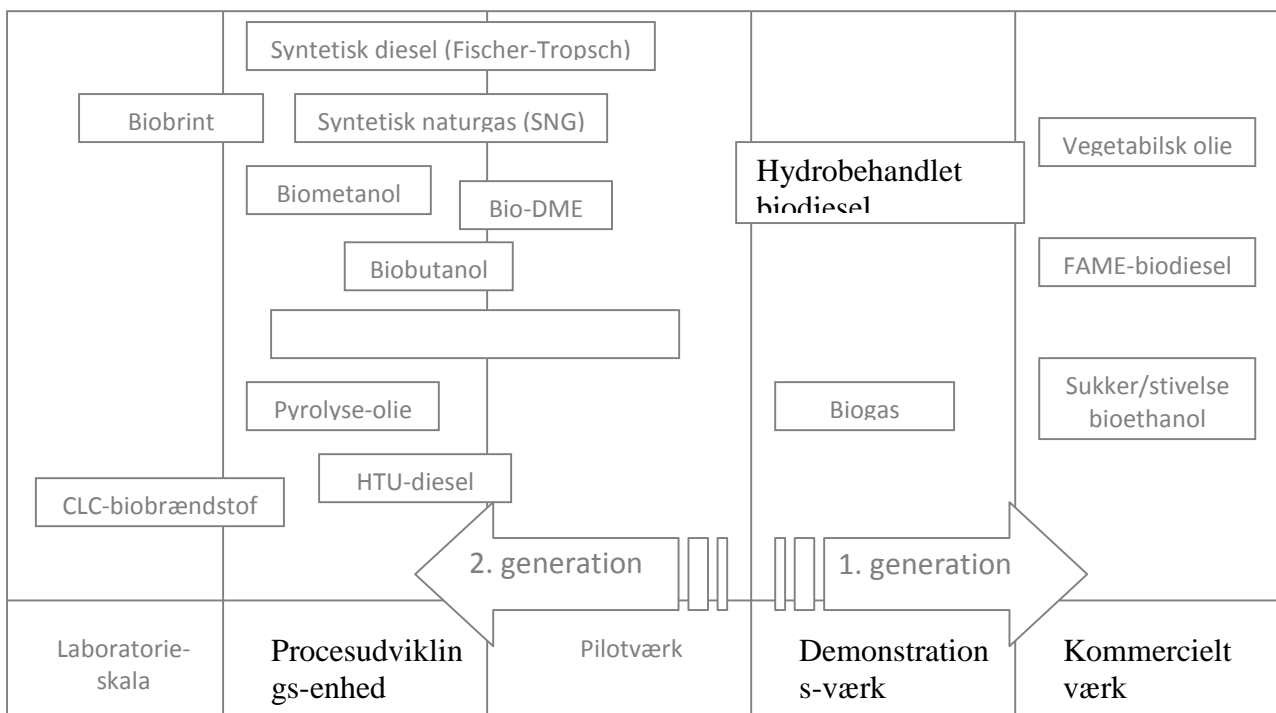 Syntetisk diesel (Fischer-Tropsch)
Biobrint
Syntetisk naturgas (SNG)
Vegetabilsk olie
Hydrobehandlet
biodiesel
Biometanol
Bio-DME
Biobutanol
FAME-biodiesel
Pyrolyse-olie
Biogas
Sukker/stivelse
bioethanol
HTU-diesel
CLC-biobrændstof
2. generation
1. generation
Laboratorie-
skala
Procesudviklin
gs-enhed
Pilotværk
Demonstration
s-værk
Kommercielt
værk